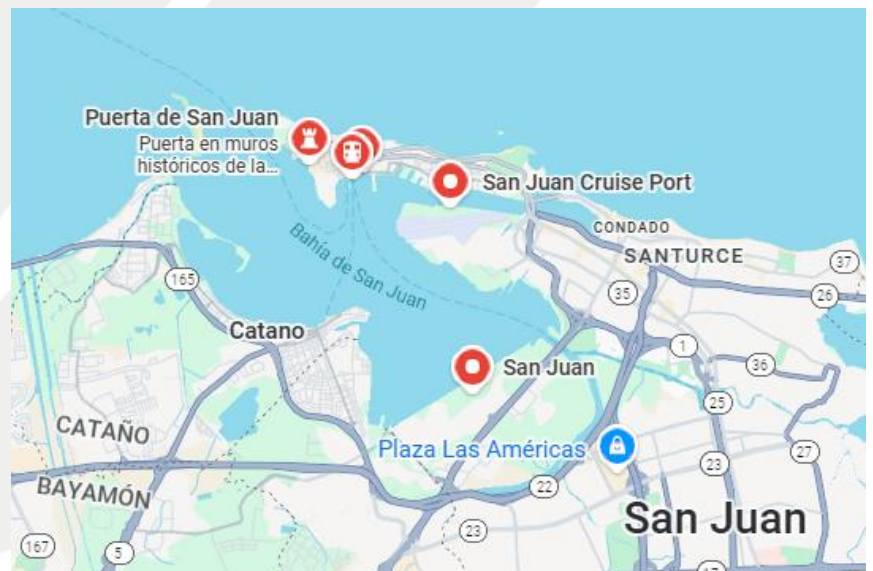 Puerta de San Juan
Puerta en muros
históricos de la...
San Juan Cruise Port
CONDADO
SANTURCE
37
Bahía de San Juan
165
35
26
Catano
1
San Juan
36
25
CATAÑO
Plaza Las Américas
27
23
22
BAYAMÓN
San Juan
23
167
5
17